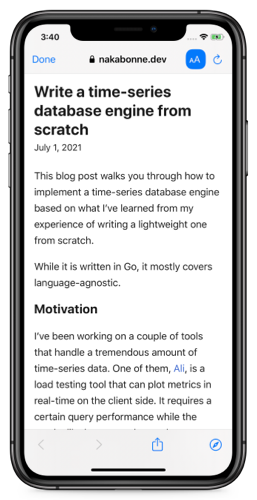 3:40
Done
nakabonne.dev
AA
Write a time-series
database engine from
scratch
July 1, 2021
This blog post walks you through how to
implement a time-series database engine
based on what I've learned from my
experience of writing a lightweight one
from scratch.
While it is written in Go, it mostly covers
language-agnostic.
Motivation
I've been working on a couple of tools
that handle a tremendous amount of
time-series data. One of them, Ali, is a
load testing tool that can plot metrics in
real-time on the client side. It requires a
certain query performance while the